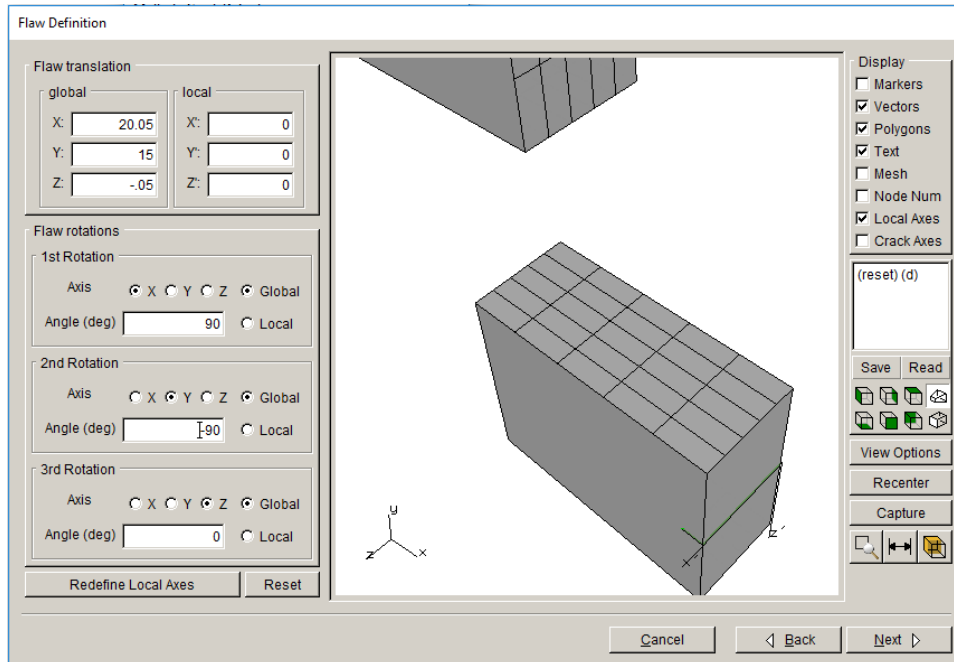 Flaw Definition
Flaw translation
global
local
X: 20.05
X': 0
Y: 15
Y': 0
Z: -.05
Z': 0
Flaw rotations
1st Rotation
Axis X Y Z Global
Angle (deg) 90 Local
2nd Rotation
Axis X Y Z Global
Angle (deg) -90 Local
3rd Rotation
Axis X Y Z Global
Angle (deg) 0 Local
Redefine Local Axes
Reset
y
z
x
x'
z'
Display
Markers
Vectors
Polygons
Text
Mesh
Node Num
Local Axes
Crack Axes
(reset) (d)
Save
Read
View Options
Recenter
Capture
Cancel
Back
Next